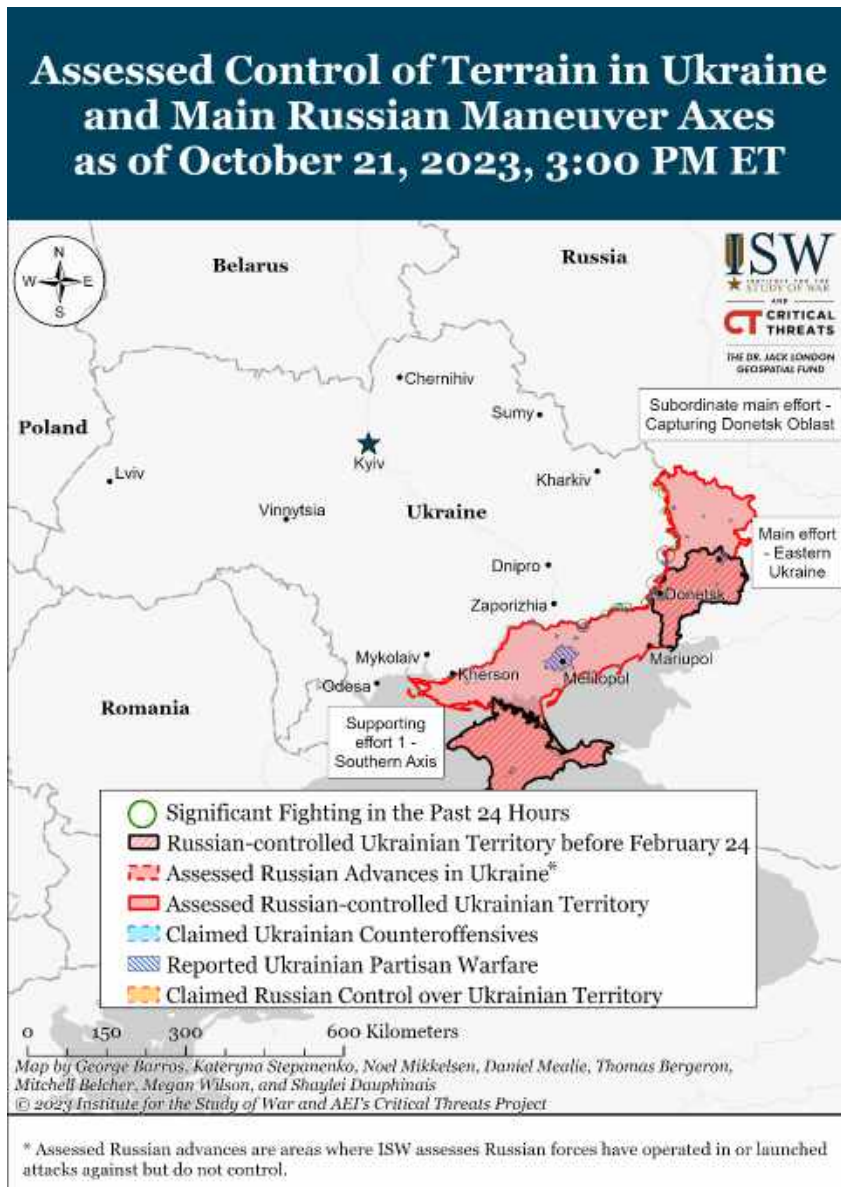 Assessed Control of Terrain in Ukraine
and Main Russian Maneuver Axes
as of October 21, 2023, 3:00 PM ET
N
W E
S
Belarus
Russia
ISW
INSTITUTE FOR THE
STUDY OF WAR
AND
CT CRITICAL
THREATS
THE DR. JACK LONDON
GEOSPATIAL FUND
Chernihiv
Subordinate main effort -
Capturing Donetsk Oblast
Sumy
Poland
Kyiv
Lviv
Kharkiv
Vinnytsia
Ukraine
Main effort
- Eastern
Ukraine
Dnipro
Donetsk
Zaporizhia
Mykolaiv
Mariupol
Kherson
Melitopol
Odesa
Romania
Supporting
effort 1 -
Southern Axis
Significant Fighting in the Past 24 Hours
Russian-controlled Ukrainian Territory before February 24
Assessed Russian Advances in Ukraine*
Assessed Russian-controlled Ukrainian Territory
Claimed Ukrainian Counteroffensives
Reported Ukrainian Partisan Warfare
Claimed Russian Control over Ukrainian Territory
0 150 300 600 Kilometers
Map by George Barros, Kateryna Stepanenko, Noel Mikkelsen, Daniel Mealie, Thomas Bergeron,
Mitchell Belcher, Megan Wilson, and Shaylei Dauphinais
© 2023 Institute for the Study of War and AEI's Critical Threats Project
* Assessed Russian advances are areas where ISW assesses Russian forces have operated in or launched
attacks against but do not control.